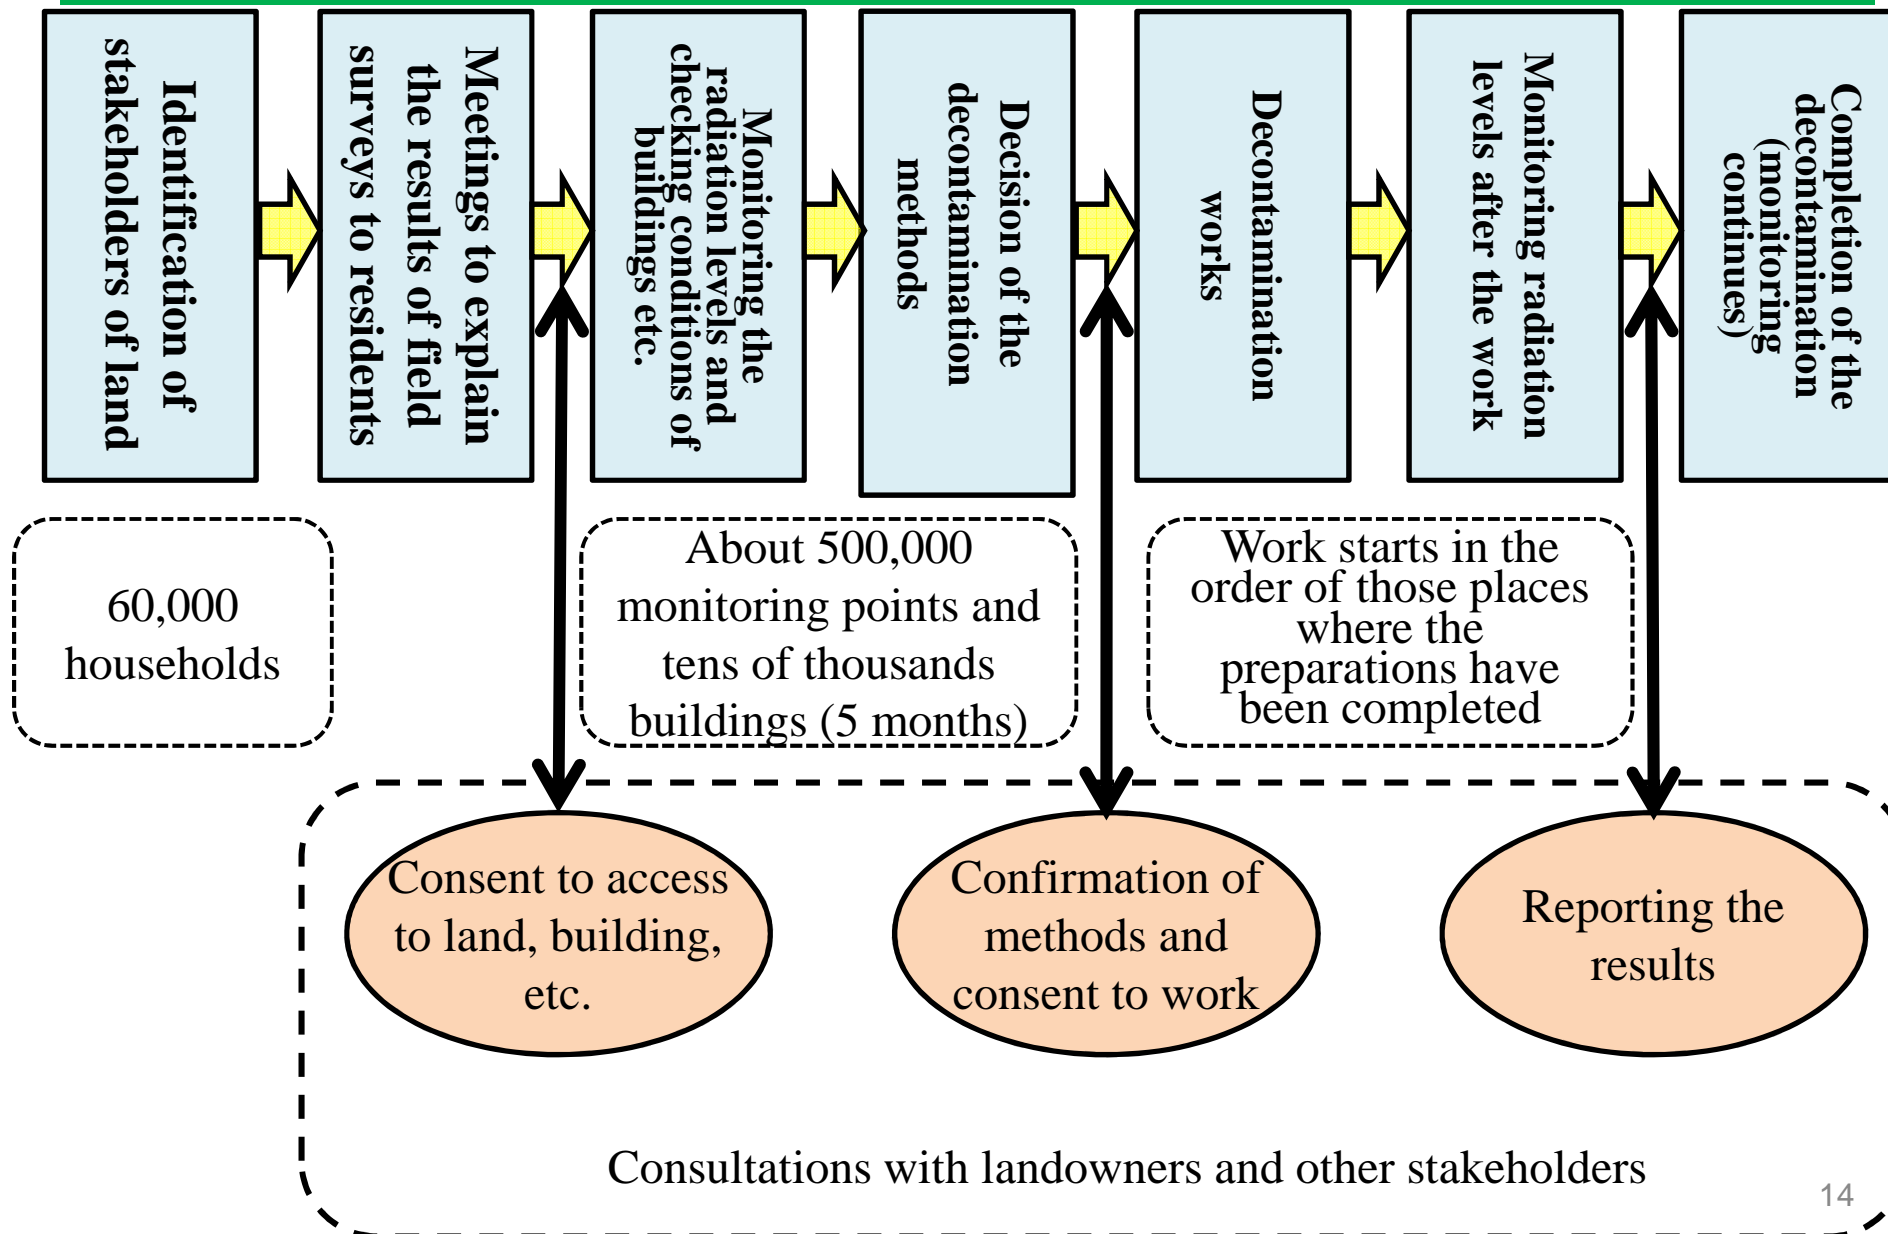 Identification of
stakeholders of land
Meetings to explain
the results of field
surveys to residents
Monitoring the
radiation levels and
checking conditions of
buildings etc.
Decision of the
decontamination
methods
Decontamination
works
Monitoring radiation
levels after the work
Completion of the
decontamination
(monitoring
continues)
60,000
households
About 500,000
monitoring points and
tens of thousands
buildings (5 months)
Work starts in the
order of those places
where the
preparations have
been completed
Consent to access
to land, building,
etc.
Confirmation of
methods and
consent to work
Reporting the
results
Consultations with landowners and other stakeholders
14